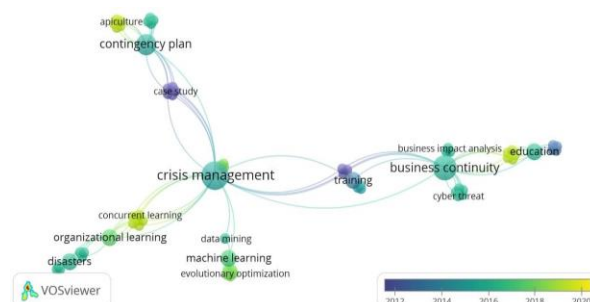 apiculture
contingency plan
case study
crisis management
training
business impact analysis
education
business continuity
cyber threat
concurrent learning
organizational learning
disasters
data mining
machine learning
evolutionary optimization
VOSviewer
2012 2014 2016 2018 2020